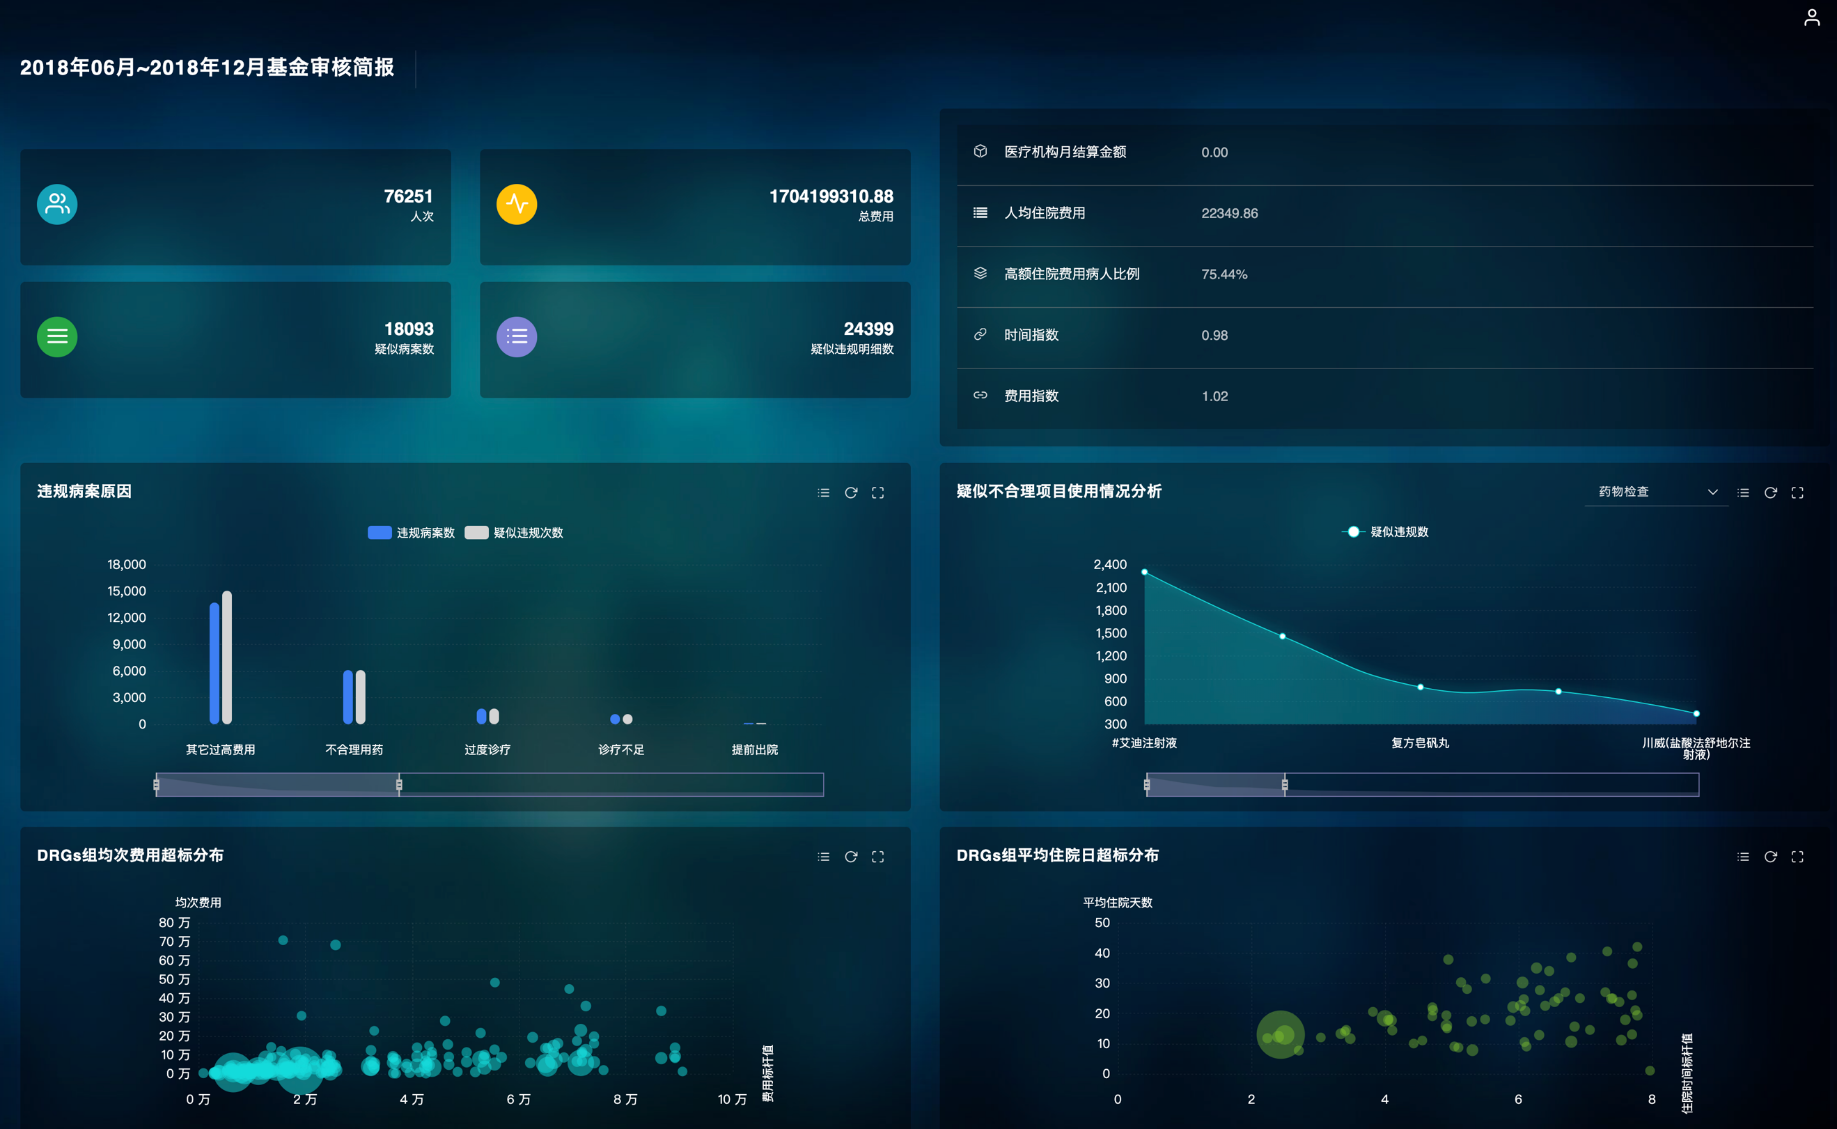 2018年06月~2018年12月基金审核简报
76251
人次
1704199310.88
总费用
18093
疑似病案数
24399
疑似违规明细数
医疗机构月结算金额 0.00
人均住院费用 22349.86
高额住院费用病人比例 75.44%
时间指数 0.98
费用指数 1.02
违规病案原因
违规病案数 疑似违规次数
18,000
15,000
12,000
9,000
6,000
3,000
0
其它过高费用 不合理用药 过度诊疗 诊疗不足 提前出院
疑似不合理项目使用情况分析
药物检查
疑似违规数
2,400
2,100
1,800
1,500
1,200
900
600
300
#艾迪注射液 复方皂矾丸 川威(盐酸法舒地尔注
射液)
DRGs组均次费用超标分布
均次费用
80 万
70 万
60 万
50 万
40 万
30 万
20 万
10 万
0 万
0 万 2 万 4 万 6 万 8 万 10 万
费用标杆值
DRGs组平均住院日超标分布
平均住院天数
50
40
30
20
10
0
0 2 4 6 8
住院时间标杆值